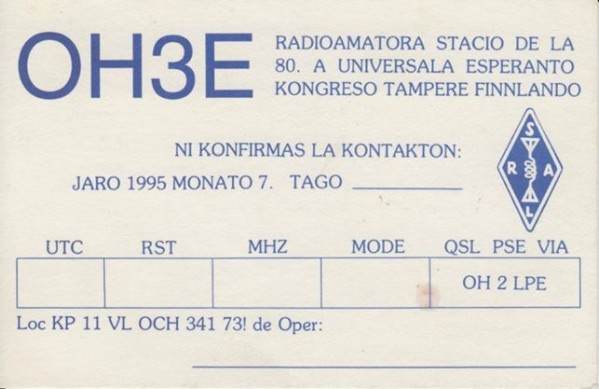 OH3E
RADIOAMATORA STACIO DE LA
80. A UNIVERSALA ESPERANTO
KONGRESO TAMPERE FINNLANDO
NI KONFIRMAS LA KONTAKTON:
JARO 1995 MONATO 7. TAGO
S
R A
L
UTC RST MHZ MODE QSL PSE VIA
OH 2 LPE
Loc KP 11 VL OCH 341 73! de Oper: